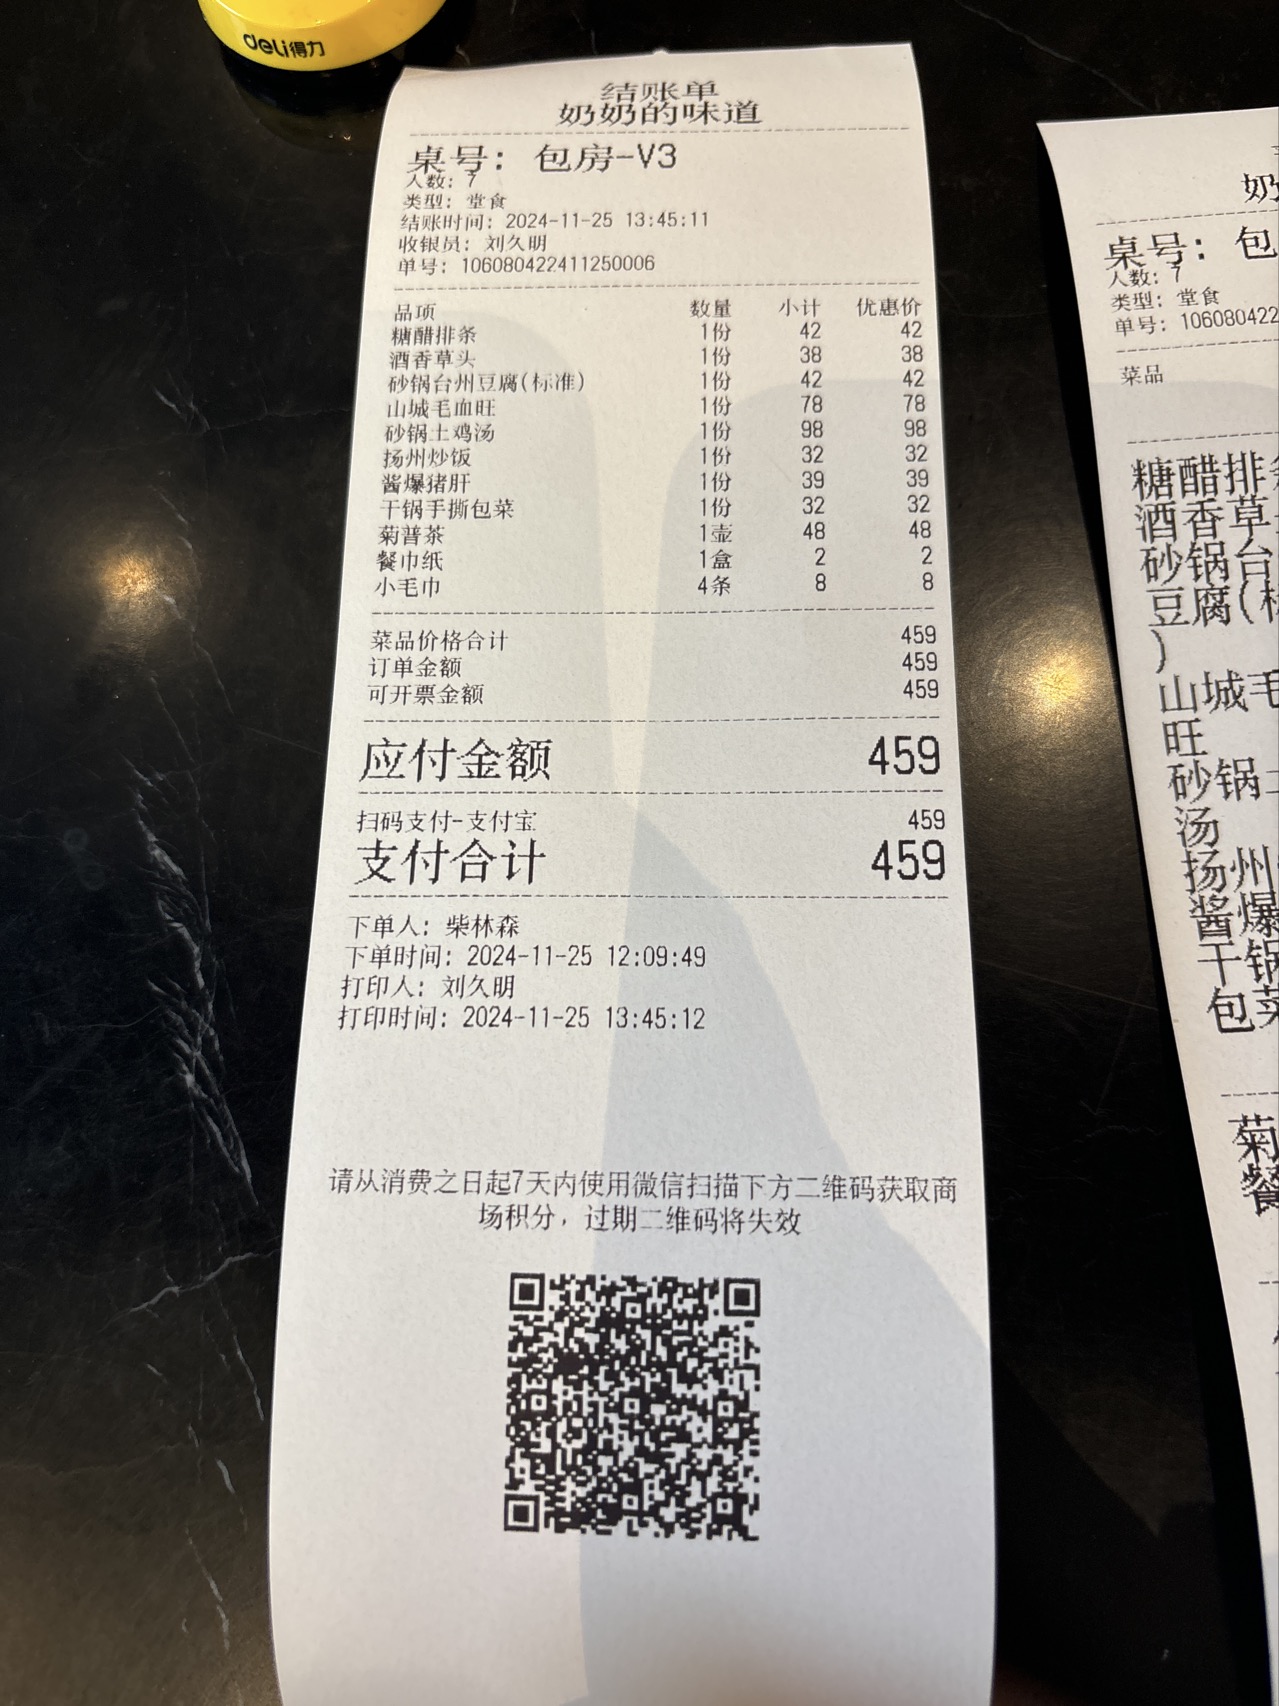 deli得力
结账单
奶奶的味道
桌号: 包房-V3
人数: 7
类型: 堂食
结账时间: 2024-11-25 13:45:11
收银员: 刘久明
单号: 106080422411250006
品项 数量 小计 优惠价
糖醋排条 1份 42 42
酒香草头 1份 38 38
砂锅台州豆腐(标准) 1份 42 42
山城毛血旺 1份 78 78
砂锅土鸡汤 1份 98 98
扬州炒饭 1份 32 32
酱爆猪肝 1份 39 39
干锅手撕包菜 1份 32 32
菊普茶 1壶 48 48
餐巾纸 1盒 2 2
小毛巾 4条 8 8
菜品价格合计 459
订单金额 459
可开票金额 459
应付金额 459
扫码支付-支付宝 459
支付合计 459
下单人: 柴林森
下单时间: 2024-11-25 12:09:49
打印人: 刘久明
打印时间: 2024-11-25 13:45:12
请从消费之日起7天内使用微信扫描下方二维码获取商
场积分，过期二维码将失效
奶
桌号: 包
人数: 7
类型: 堂食
单号: 106080422
菜品
糖醋排
酒香草
砂锅台
豆腐(
)
山城毛
旺
砂锅
汤
扬州
酱爆
干锅
包菜
菊
餐